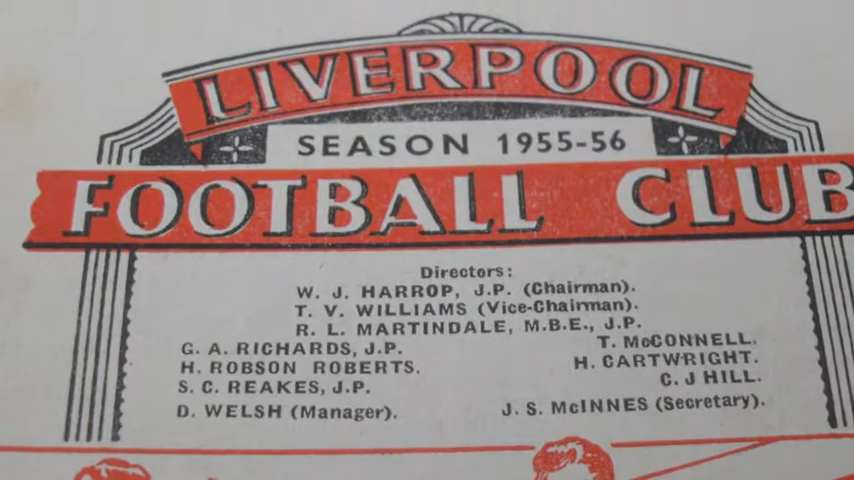 LIVERPOOL
SEASON 1955-56
FOOTBALL CLUB
Directors:
W. J. HARROP, J.P. (Chairman).
T. V. WILLIAMS (Vice-Chairman).
R. L. MARTINDALE, M.B.E., J.P.
G. A. RICHARDS, J.P. T. McCONNELL.
H. ROBSON ROBERTS. H. CARTWRIGHT.
S. C. REAKES, J.P. C. J HILL.
D. WELSH (Manager). J. S. McINNES (Secretary).